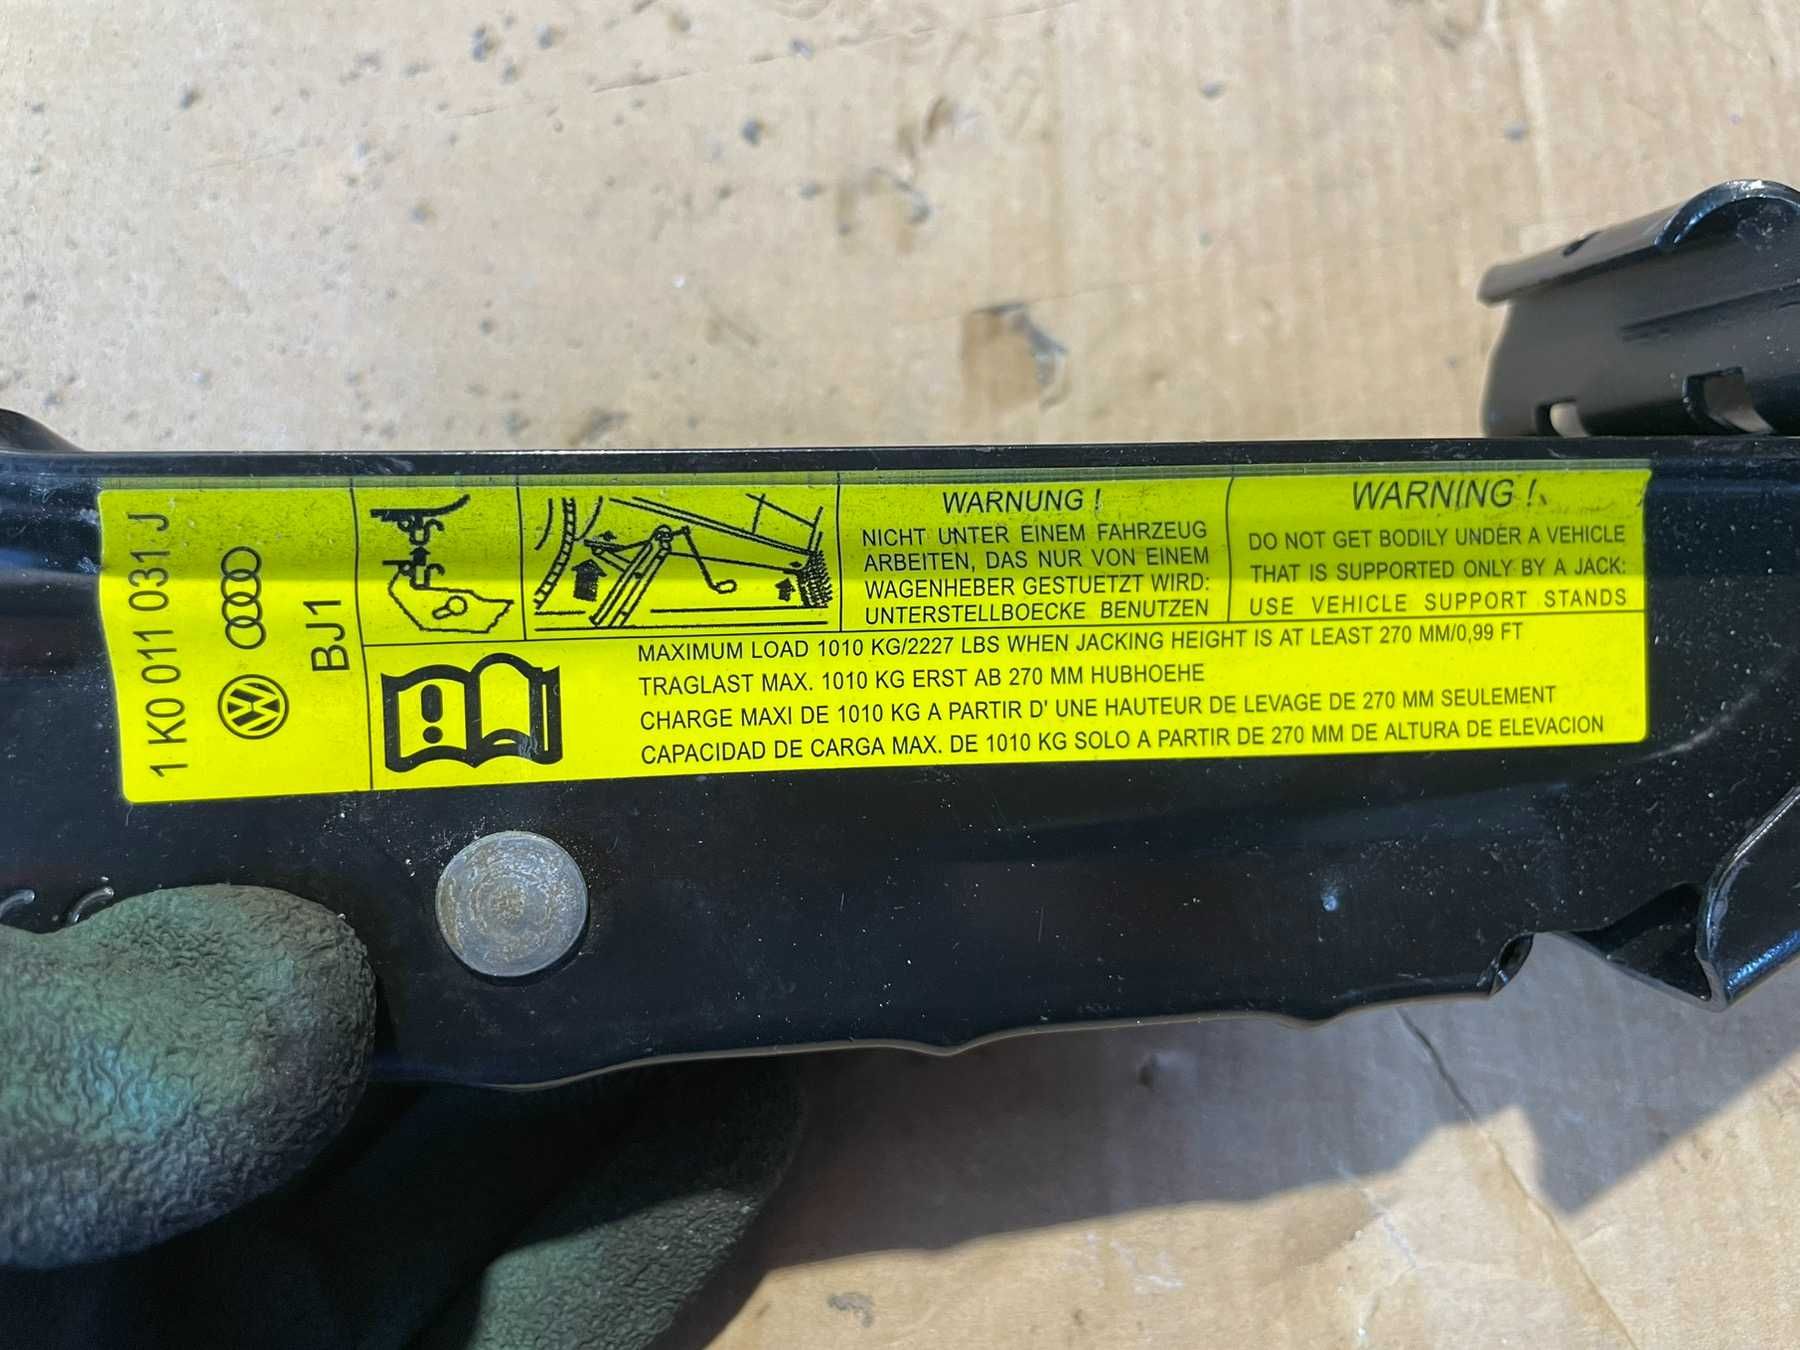 1 K0 011 031 J
BJ1
WARNUNG !
NICHT UNTER EINEM FAHRZEUG
ARBEITEN, DAS NUR VON EINEM
WAGENHEBER GESTUETZT WIRD:
UNTERSTELLBOECKE BENUTZEN
WARNING !
DO NOT GET BODILY UNDER A VEHICLE
THAT IS SUPPORTED ONLY BY A JACK:
USE VEHICLE SUPPORT STANDS
MAXIMUM LOAD 1010 KG/2227 LBS WHEN JACKING HEIGHT IS AT LEAST 270 MM/0,99 FT
TRAGLAST MAX. 1010 KG ERST AB 270 MM HUBHOEHE
CHARGE MAXI DE 1010 KG A PARTIR D' UNE HAUTEUR DE LEVAGE DE 270 MM SEULEMENT
CAPACIDAD DE CARGA MAX. DE 1010 KG SOLO A PARTIR DE 270 MM DE ALTURA DE ELEVACION